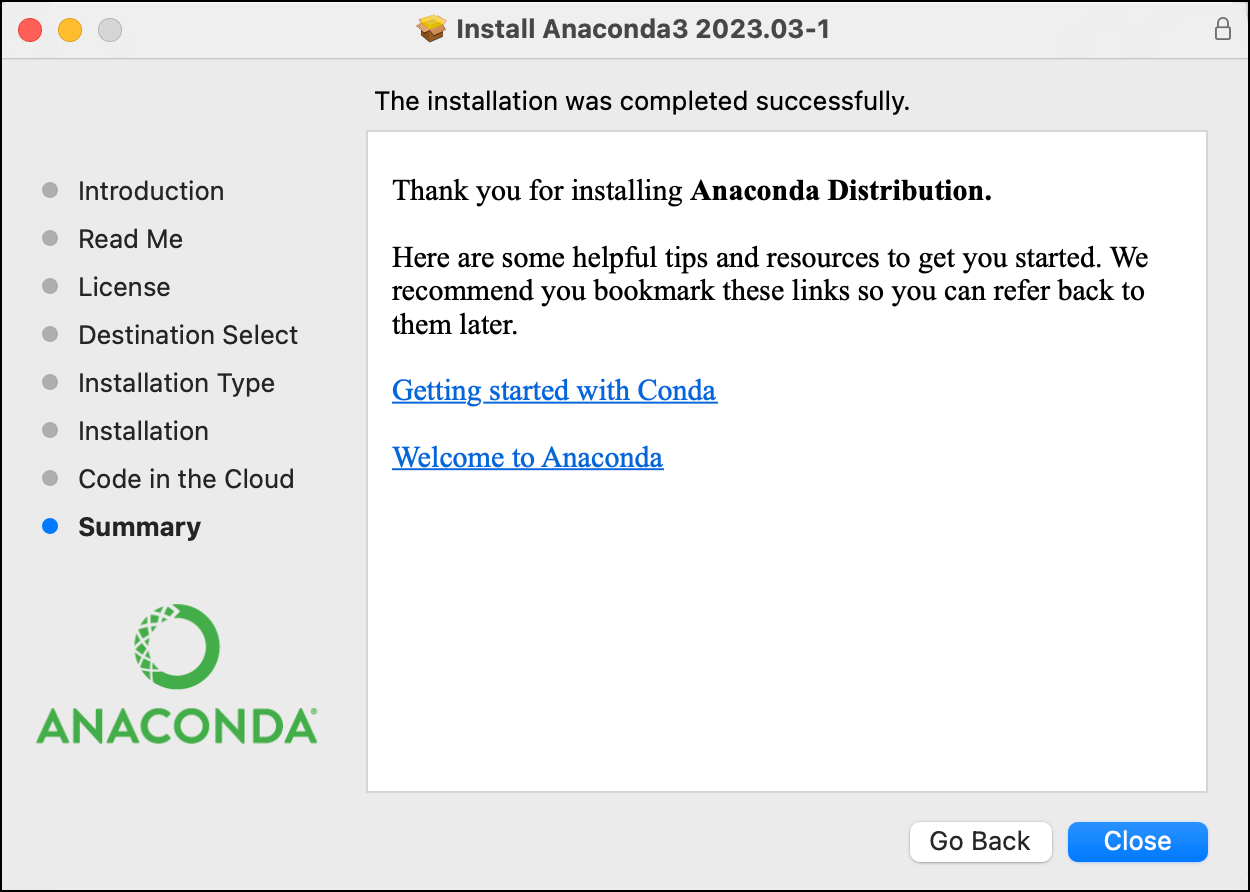 Install Anaconda3 2023.03-1
The installation was completed successfully.
Introduction
Read Me
License
Destination Select
Installation Type
Installation
Code in the Cloud
Summary
ANACONDA®
Thank you for installing Anaconda Distribution.
Here are some helpful tips and resources to get you started. We
recommend you bookmark these links so you can refer back to
them later.
Getting started with Conda
Welcome to Anaconda
Go Back
Close